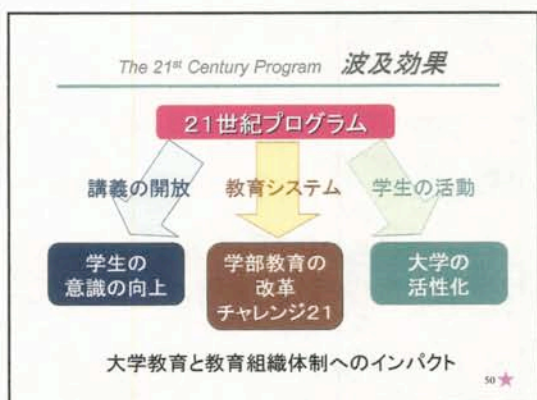 The 21st Century Program 波及効果
21世紀プログラム
講義の開放 教育システム 学生の活動
学生の
意識の向上
学部教育の
改革
チャレンジ21
大学の
活性化
大学教育と教育組織体制へのインパクト
50